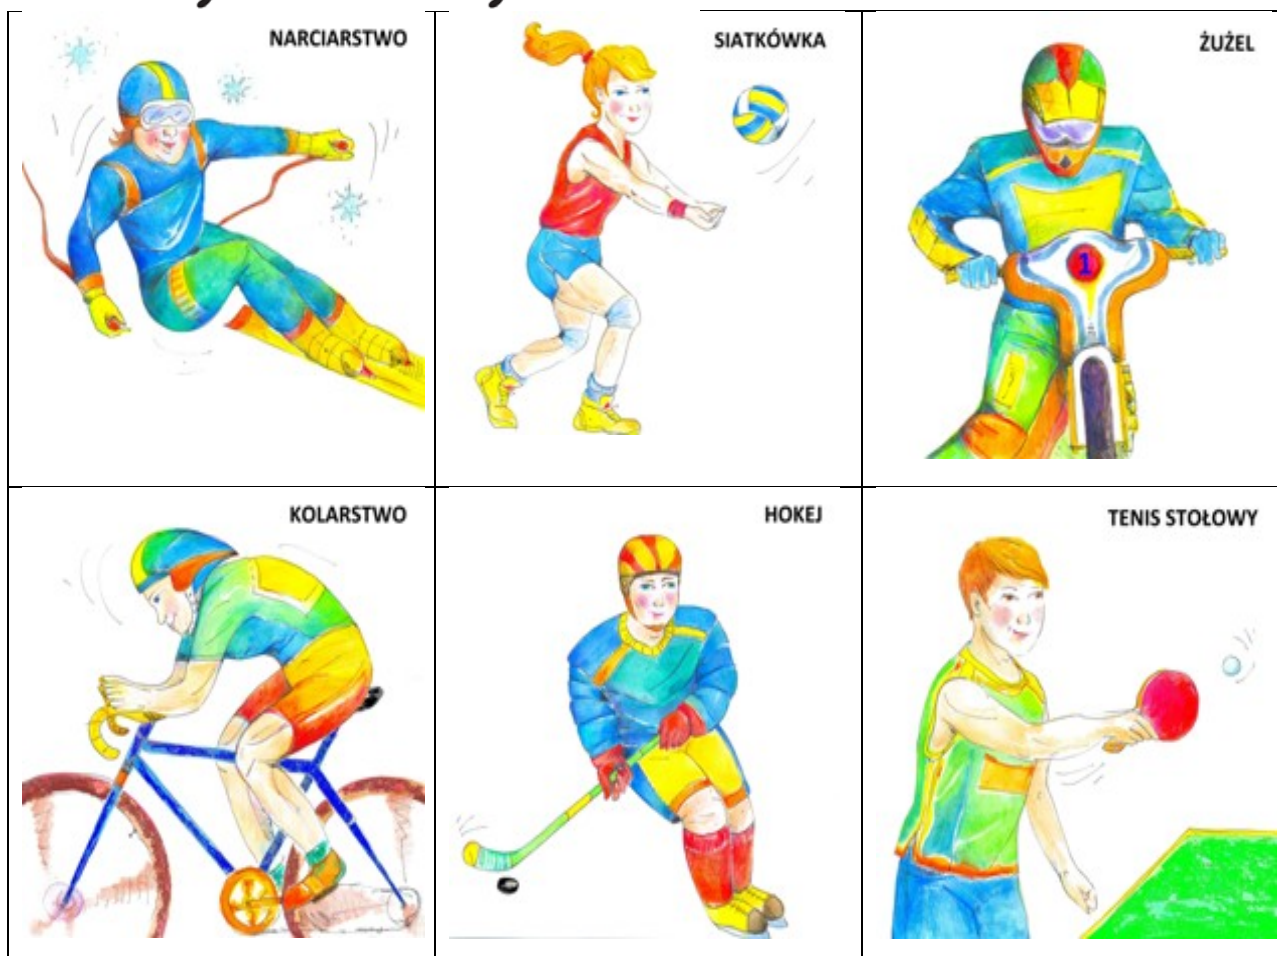 NARCIARSTWO
SIATKÓWKA
ŻUŻEL
1
KOLARSTWO
HOKEJ
TENIS STOŁOWY